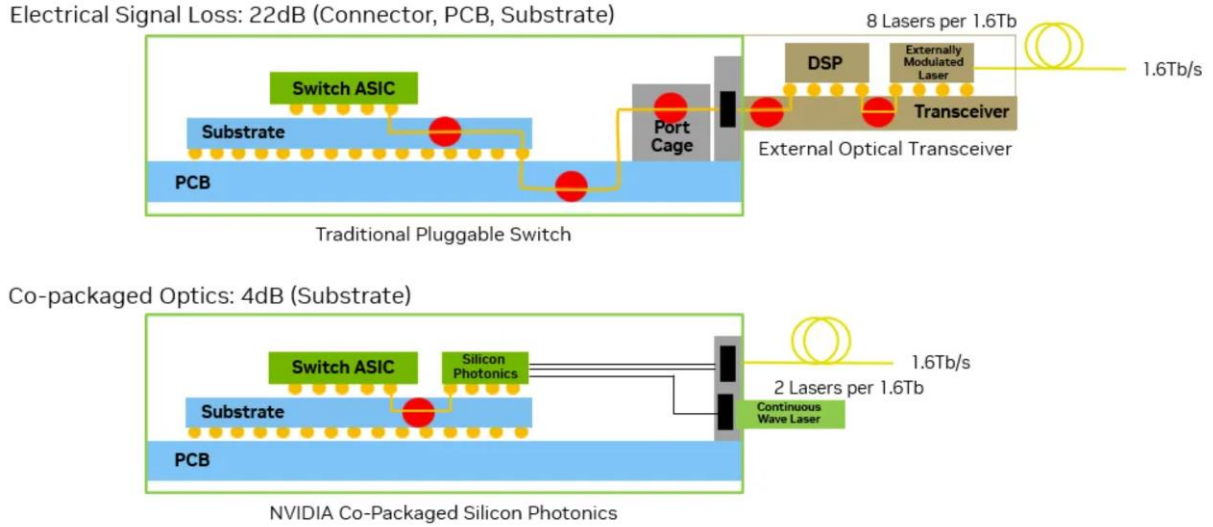 Electrical Signal Loss: 22dB (Connector, PCB, Substrate)
8 Lasers per 1.6Tb
Switch ASIC
DSP
Externally
Modulated
Laser
1.6Tb/s
Substrate
Port
Cage
Transceiver
External Optical Transceiver
PCB
Traditional Pluggable Switch
Co-packaged Optics: 4dB (Substrate)
Switch ASIC
Silicon
Photonics
1.6Tb/s
2 Lasers per 1.6Tb
Substrate
Continuous
Wave Laser
PCB
NVIDIA Co-Packaged Silicon Photonics